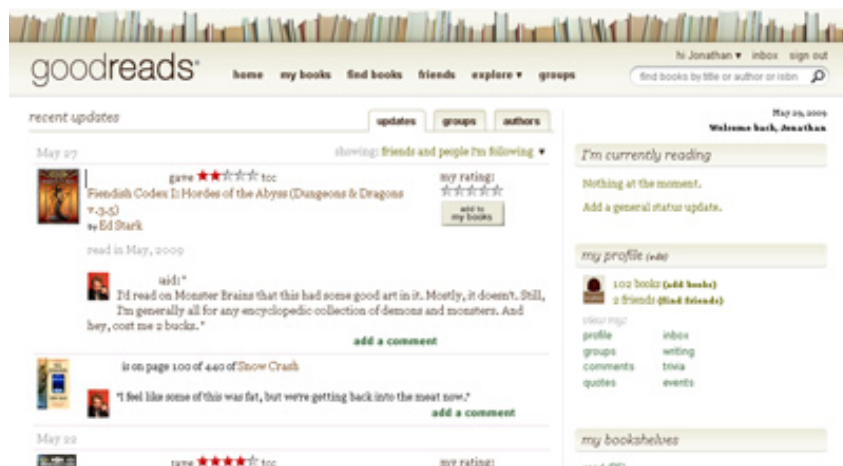 hi Jonathan ▾ inbox sign out
goodreads
home my books find books friends explore ▾ groups
find books by title or author or isbn
recent updates
updates groups authors
May 27
showing: friends and people I'm following ▾
gave ★★☆☆☆ to:
Fiendish Codex I: Hordes of the Abyss (Dungeons & Dragons
v.3.5)
by Ed Stark
my rating:
add to
my books
read in May, 2009
aid:"
I'd read on Monster Brains that this had some good art in it. Mostly, it doesn't. Still,
I'm generally all for any encyclopedic collection of demons and monsters. And
hey, cost me 2 bucks."
add a comment
is on page 100 of 440 of Snow Crash
"I feel like some of this was fat, but we're getting back into the meat now."
add a comment
May 22
gave ★★★★☆ to:
my rating:
May 29, 2009
Welcome back, Jonathan
I'm currently reading
Nothing at the moment.
Add a general status update.
my profile (edit)
102 books (add books)
2 friends (find friends)
view my:
profile inbox
groups writing
comments trivia
quotes events
my bookshelves